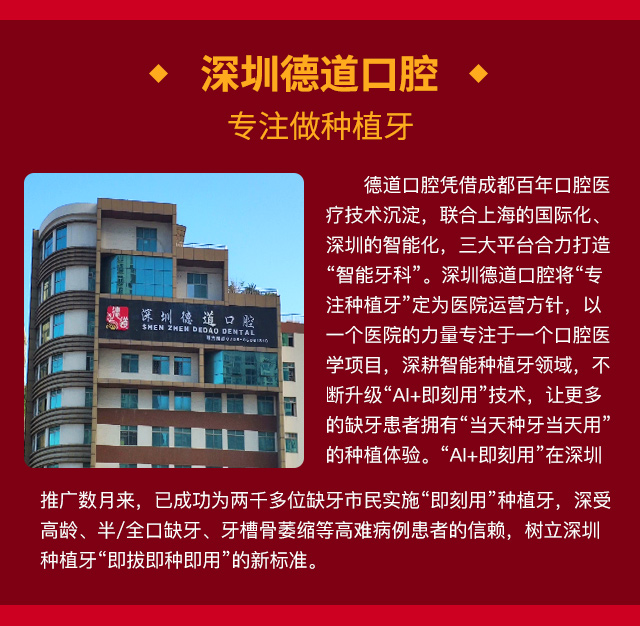 深圳德道口腔
专注做种植牙
德道
深圳德道口腔
SHEN ZHEN DEDAO DENTAL
德道口腔凭借成都百年口腔医
疗技术沉淀，联合上海的国际化、
深圳的智能化，三大平台合力打造
“智能牙科”。深圳德道口腔将“专
注种植牙”定为医院运营方针，以
一个医院的力量专注于一个口腔医
学项目，深耕智能种植牙领域，不
断升级“AI+即刻用”技术，让更多
的缺牙患者拥有“当天种牙当天用”
的种植体验。“AI+即刻用”在深圳
推广数月来，已成功为两千多位缺牙市民实施“即刻用”种植牙，深受
高龄、半/全口缺牙、牙槽骨萎缩等高难病例患者的信赖，树立深圳
种植牙“即拔即种即用”的新标准。